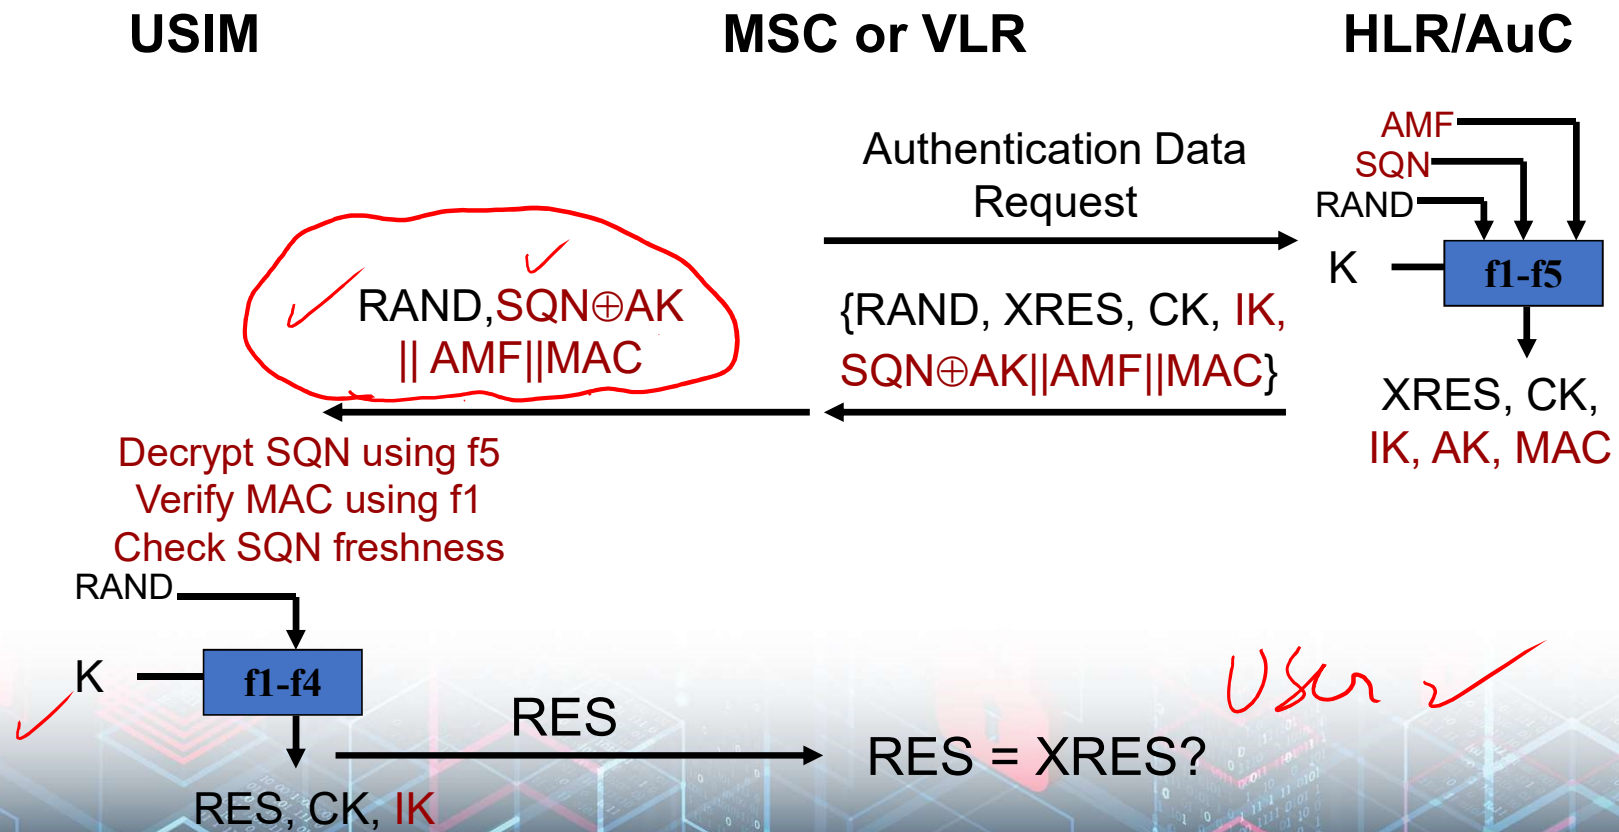 USIM
MSC or VLR
HLR/AuC
AMF
SQN
RAND
K
f1-f5
XRES, CK,
IK, AK, MAC
Authentication Data
Request
{RAND, XRES, CK, IK,
SQN⊕AK||AMF||MAC}
RAND,SQN⊕AK
|| AMF||MAC
Decrypt SQN using f5
Verify MAC using f1
Check SQN freshness
RAND
K
f1-f4
RES, CK, IK
RES
RES = XRES?
User